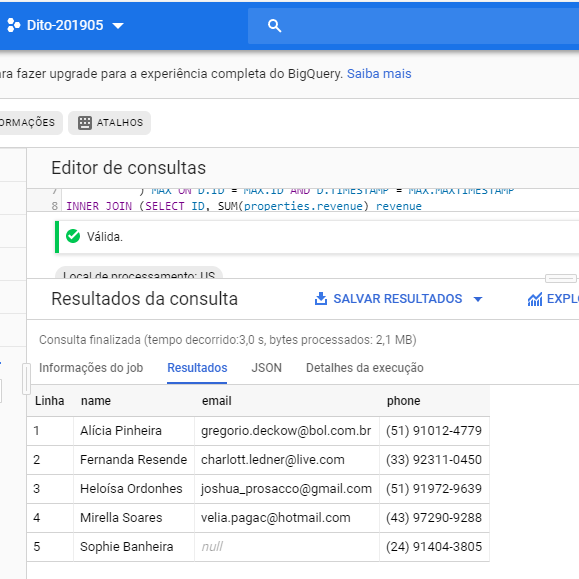 Dito-201905
ara fazer upgrade para a experiência completa do BigQuery. Saiba mais
ORMAÇÕES ATALHOS
Editor de consultas
7 ) MAX ON D.ID = MAX.ID AND D.TIMESTAMP = MAX.MAXTIMESTAMP
8 INNER JOIN (SELECT ID, SUM(properties.revenue) revenue
Válida.
Local de processamento: US
Resultados da consulta SALVAR RESULTADOS EXPL
Consulta finalizada (tempo decorrido:3,0 s, bytes processados: 2,1 MB)
Informações do job Resultados JSON Detalhes da execução
Linha name email phone
1 Alícia Pinheira gregorio.deckow@bol.com.br (51) 91012-4779
2 Fernanda Resende charlott.ledner@live.com (33) 92311-0450
3 Heloísa Ordonhes joshua_prosacco@gmail.com (51) 91972-9639
4 Mirella Soares velia.pagac@hotmail.com (43) 97290-9288
5 Sophie Banheira null (24) 91404-3805